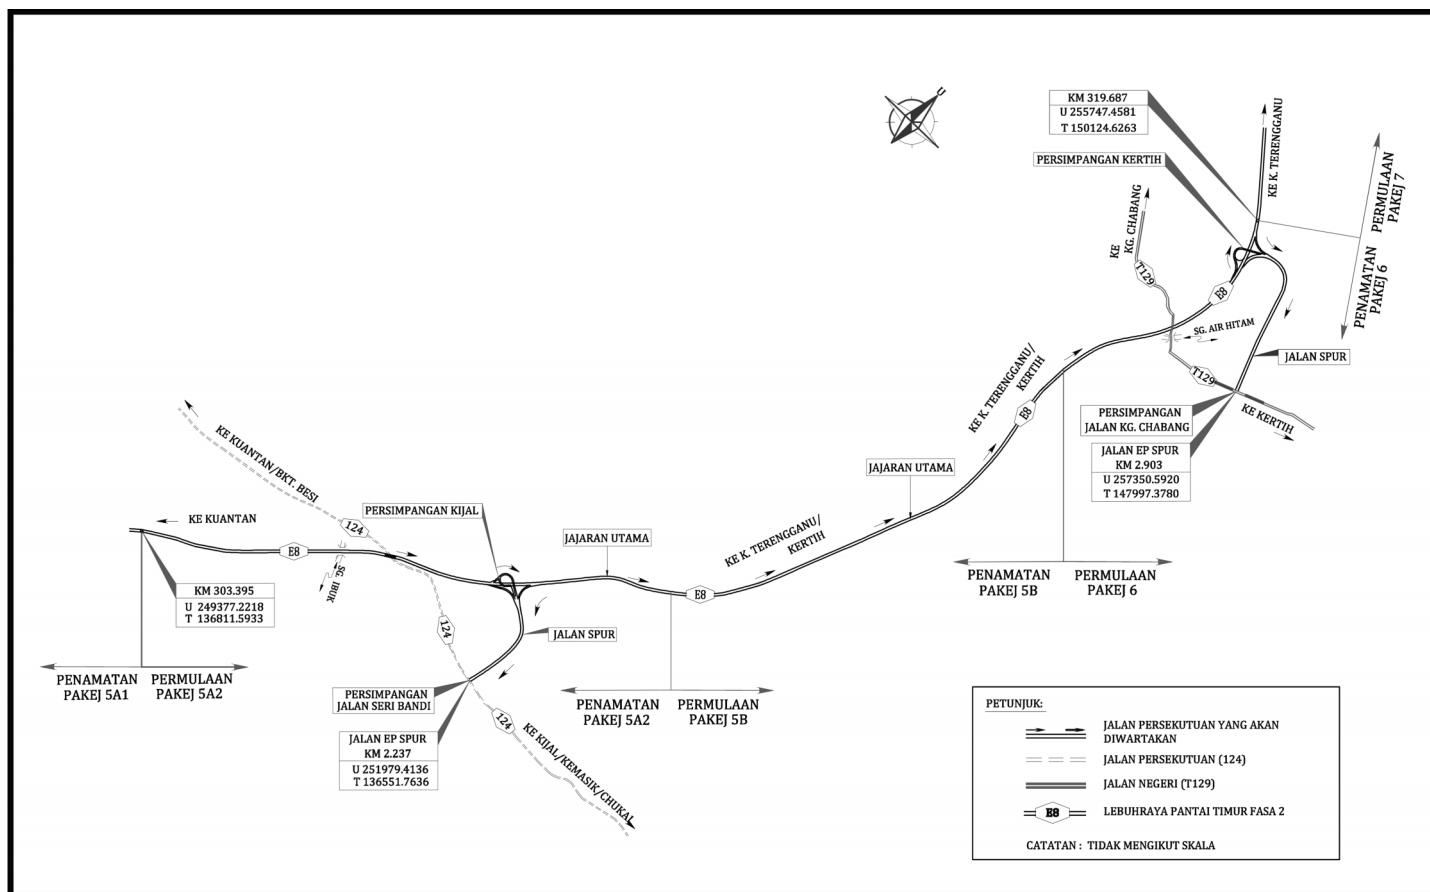 U
KM 319.687
U 255747.4581
T 150124.6263
PERSIMPANGAN KERTIH
KE K. TERENGGANU
PERMULAAN
PAKEJ 7
PENAMATAN
PAKEJ 6
KE
KG. CHABANG
T129
E8
SG. AIR HITAM
JALAN SPUR
T129
KE KERTIH
PERSIMPANGAN
JALAN KG. CHABANG
JALAN EP SPUR
KM 2.903
U 257350.5920
T 147997.3780
KE K. TERENGGANU/
KERTIH
E8
JAJARAN UTAMA
PENAMATAN
PAKEJ 5B
PERMULAAN
PAKEJ 6
KE KUANTAN/BKT. BESI
124
PERSIMPANGAN KIJAL
KE KUANTAN
E8
SG. IBUK
JAJARAN UTAMA
KE K. TERENGGANU/
KERTIH
E8
KM 303.395
U 249377.2218
T 136811.5933
124
JALAN SPUR
PENAMATAN
PAKEJ 5A1
PERMULAAN
PAKEJ 5A2
PERSIMPANGAN
JALAN SERI BANDI
PENAMATAN
PAKEJ 5A2
PERMULAAN
PAKEJ 5B
124
JALAN EP SPUR
KM 2.237
U 251979.4136
T 136551.7636
KE KIJAL/KEMASIK/CHUKAI
PETUNJUK:
JALAN PERSEKUTUAN YANG AKAN
DIWARTAKAN
JALAN PERSEKUTUAN (124)
JALAN NEGERI (T129)
E8
LEBUHRAYA PANTAI TIMUR FASA 2
CATATAN : TIDAK MENGIKUT SKALA